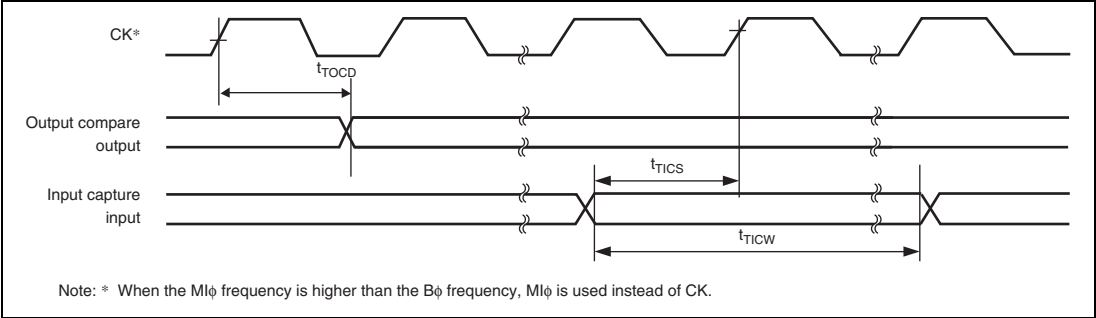 CK*
tTOCD
Output compare
output
tTICS
Input capture
input
tTICW
Note: * When the MIφ frequency is higher than the Bφ frequency, MIφ is used instead of CK.